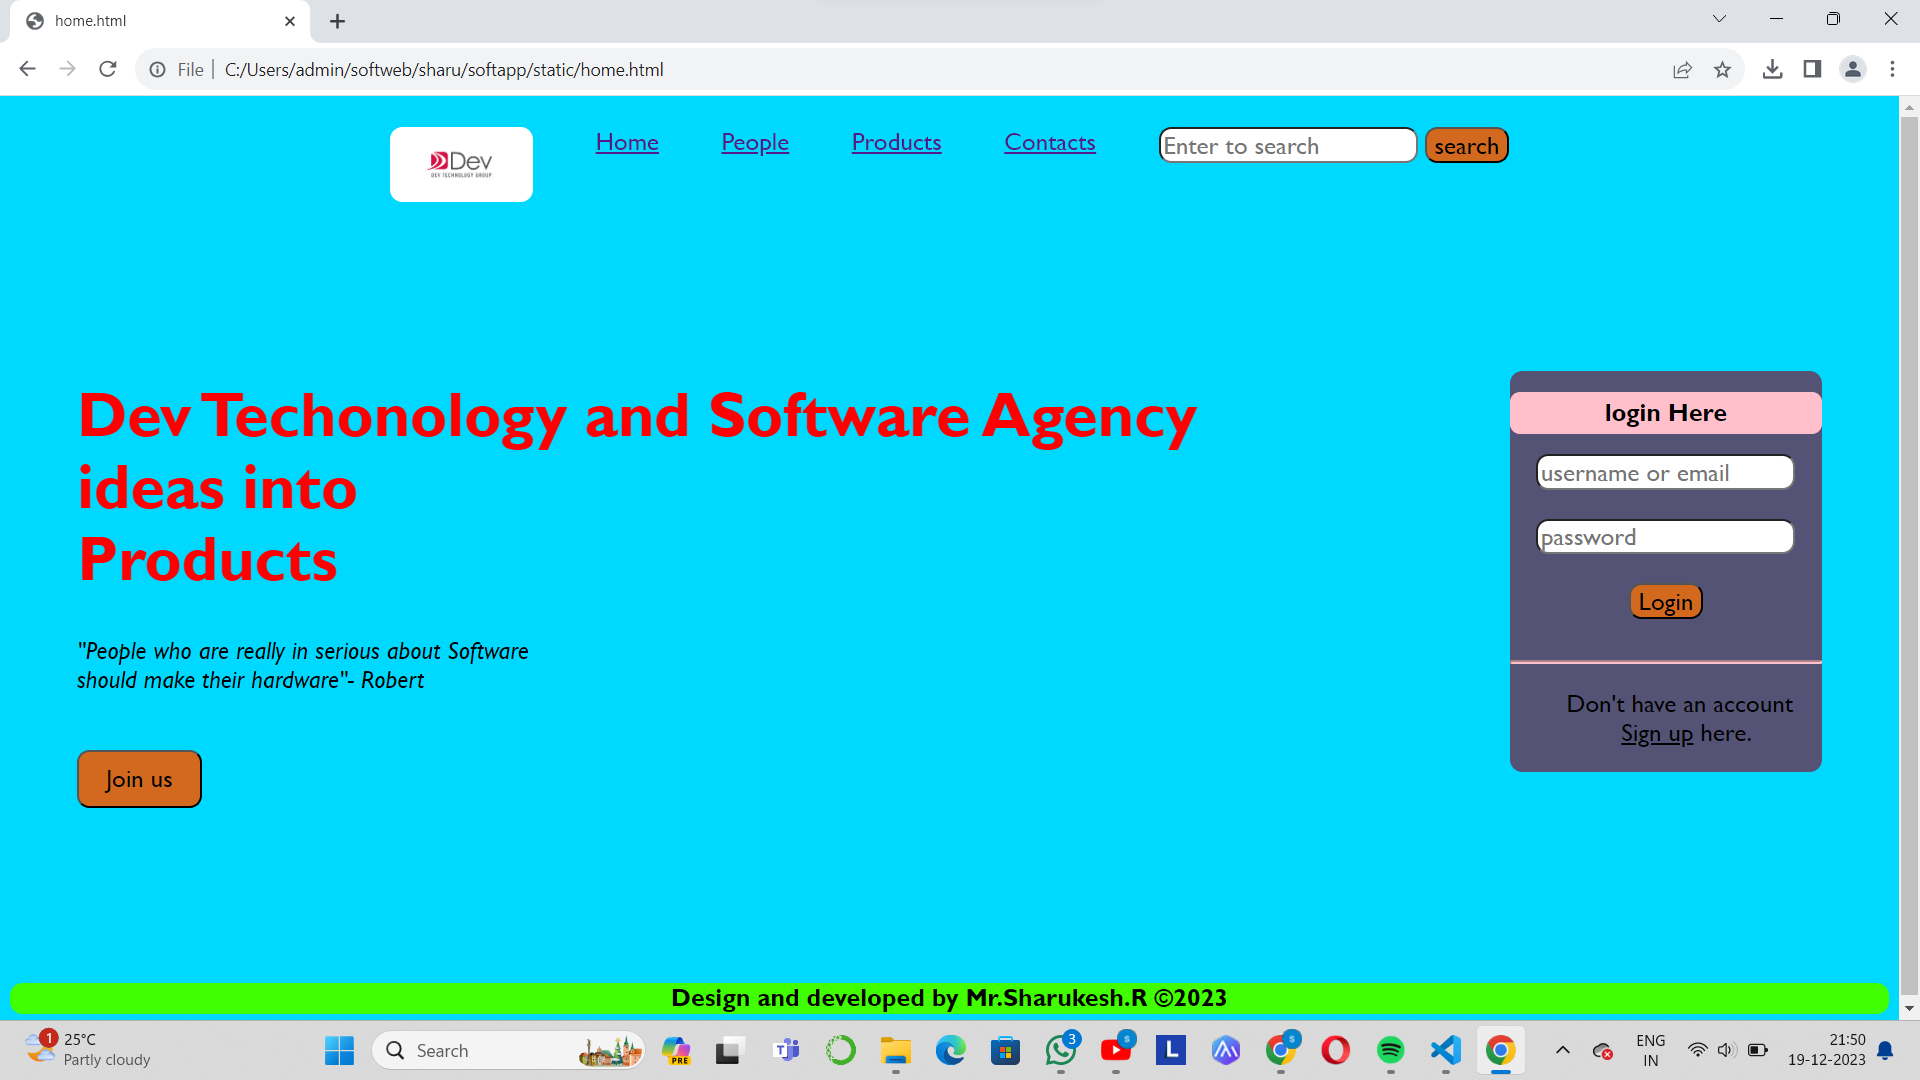 home.html
File
C:/Users/admin/softweb/sharu/softapp/static/home.html
Dev
DEV TECHNOLOGY GROUP
Home
People
Products
Contacts
Enter to search
search
Dev Techonology and Software Agency
ideas into
Products
"People who are really in serious about Software
should make their hardware"- Robert
Join us
login Here
username or email
password
Login
Don't have an account
Sign up here.
Design and developed by Mr.Sharukesh.R ©2023
1
25°C
Partly cloudy
Search
PRE
T
3
s
L
s
ENG
IN
21:50
19-12-2023